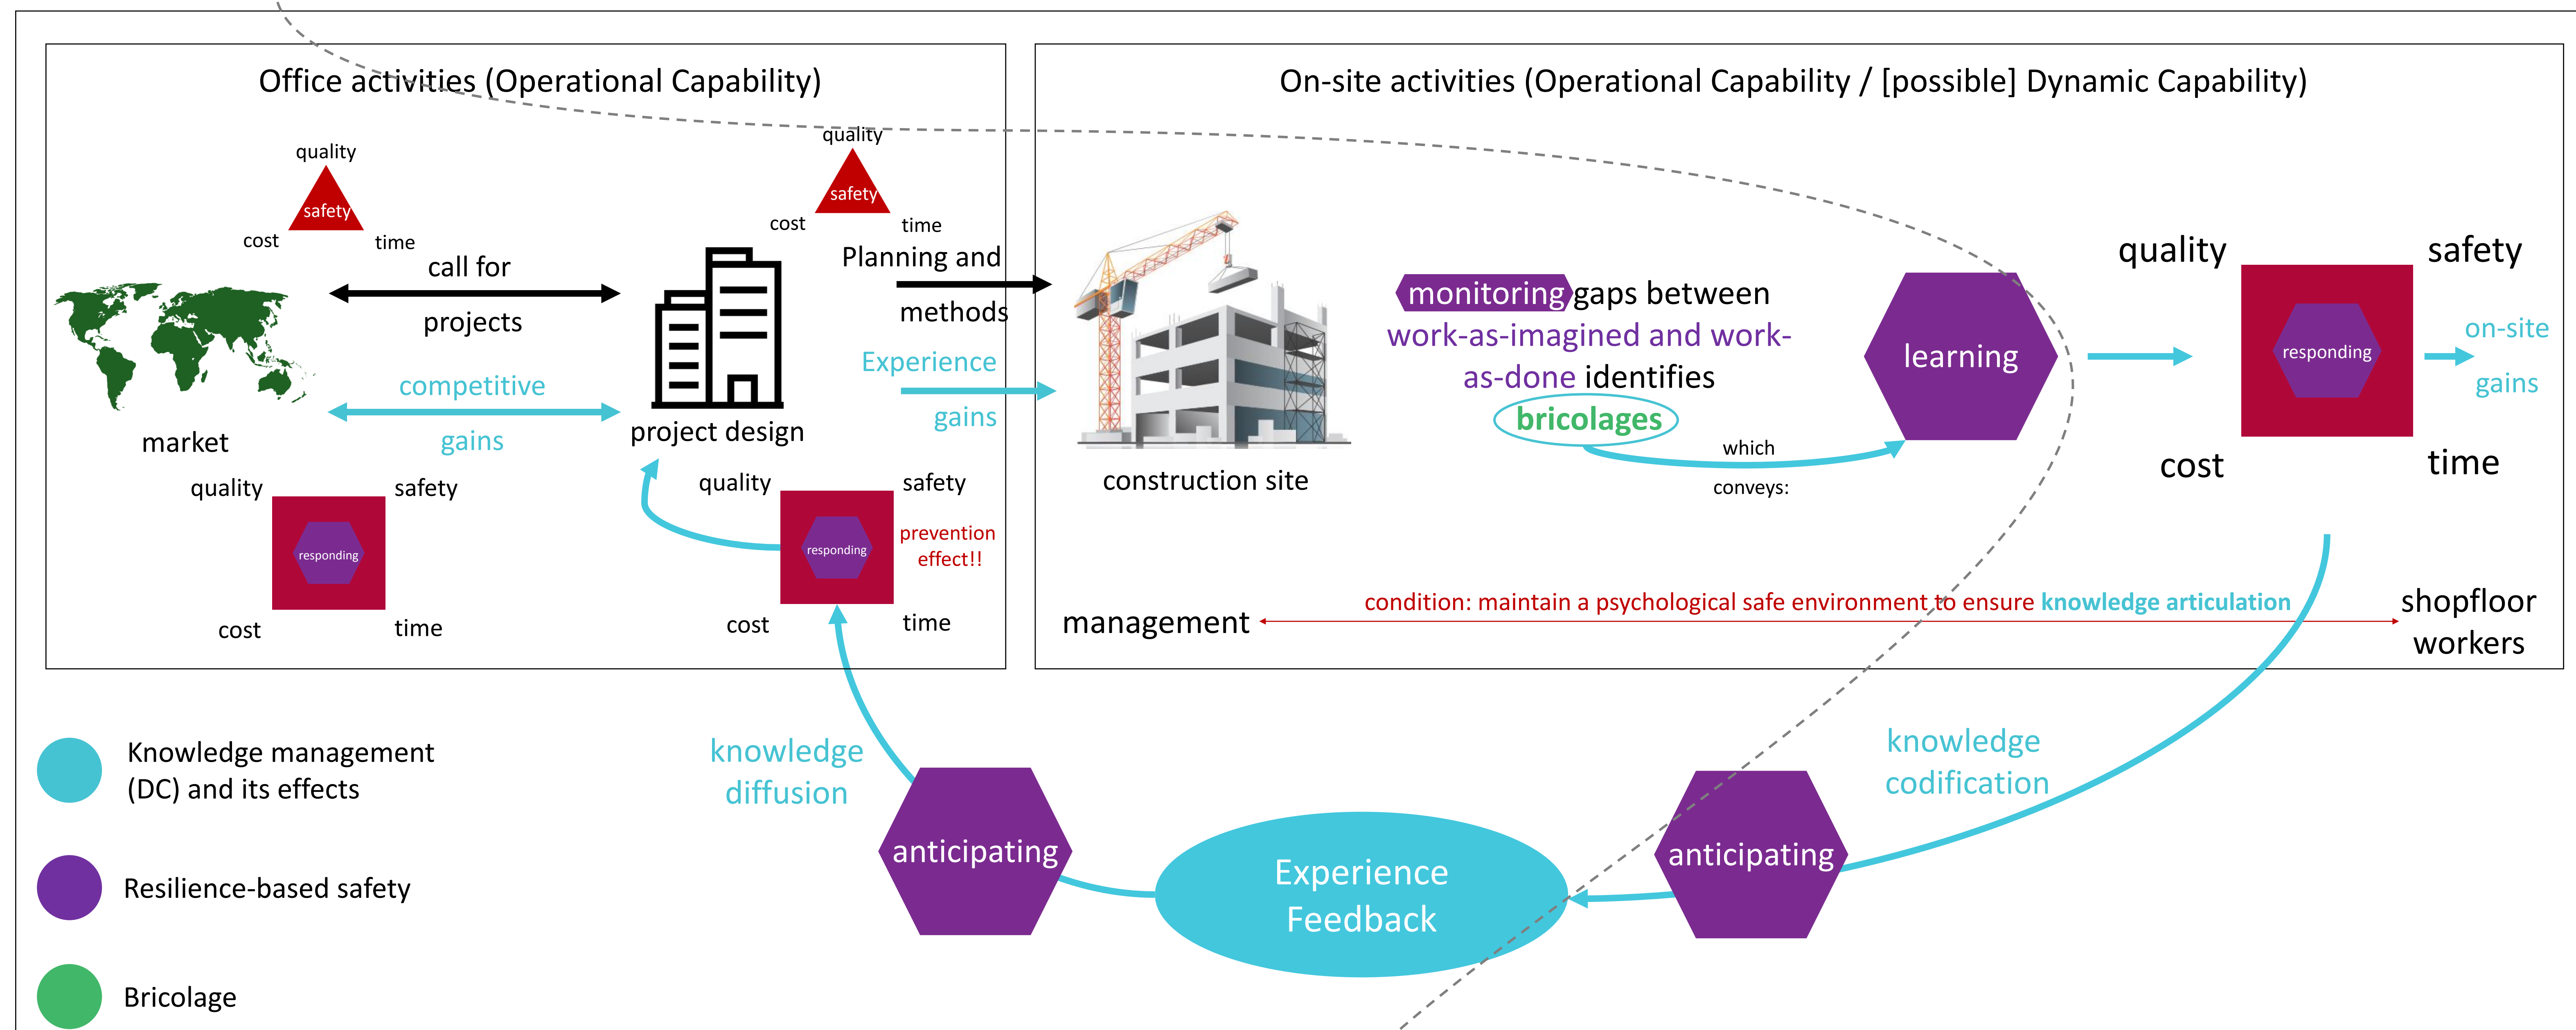 Office activities (Operational Capability)
quality
safety
cost
time
call for
projects
competitive
gains
market
quality
safety
responding
cost
time
quality
safety
cost
time
Planning and
methods
Experience
gains
project design
quality
safety
responding
prevention
effect!!
cost
time
On-site activities (Operational Capability / [possible] Dynamic Capability)
construction site
monitoring gaps between
work-as-imagined and work-
as-done identifies
bricolages
which
conveys:
learning
quality
safety
responding
cost
time
on-site
gains
management
condition: maintain a psychological safe environment to ensure knowledge articulation
shopfloor
workers
Knowledge management
(DC) and its effects
Resilience-based safety
Bricolage
knowledge
diffusion
anticipating
Experience
Feedback
anticipating
knowledge
codification